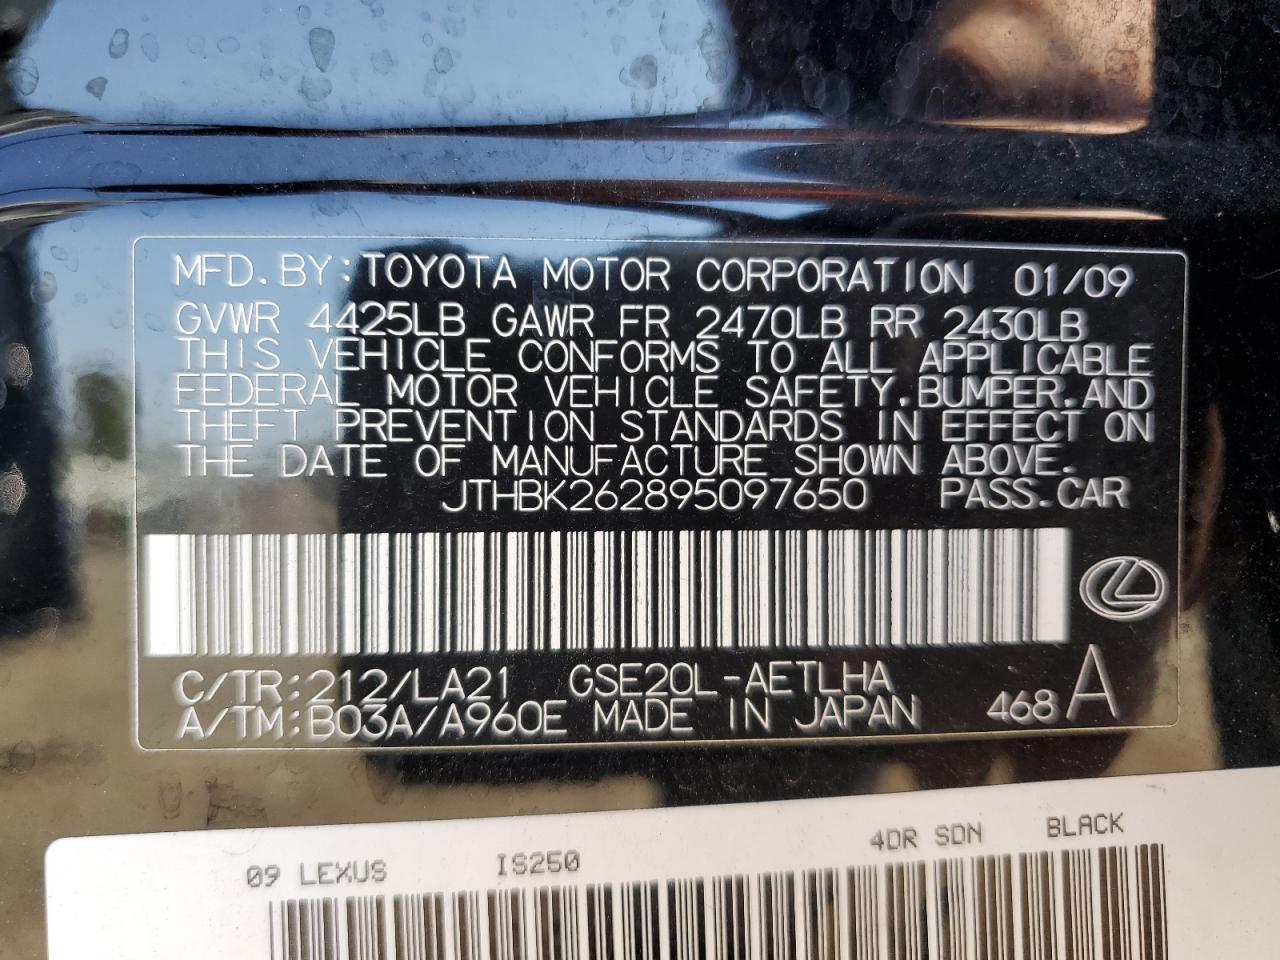 MFD.BY:TOYOTA MOTOR CORPORATION 01/09
GVWR 4425LB GAWR FR 2470LB RR 2430LB
THIS VEHICLE CONFORMS TO ALL APPLICABLE
FEDERAL MOTOR VEHICLE SAFETY,BUMPER,AND
THEFT PREVENTION STANDARDS IN EFFECT ON
THE DATE OF MANUFACTURE SHOWN ABOVE.
JTHBK262895097650 PASS.CAR
C/TR:212/LA21 GSE20L-AETLHA
A/TM:B03A/A960E MADE IN JAPAN 468 A
09 LEXUS IS250 4DR SDN BLACK